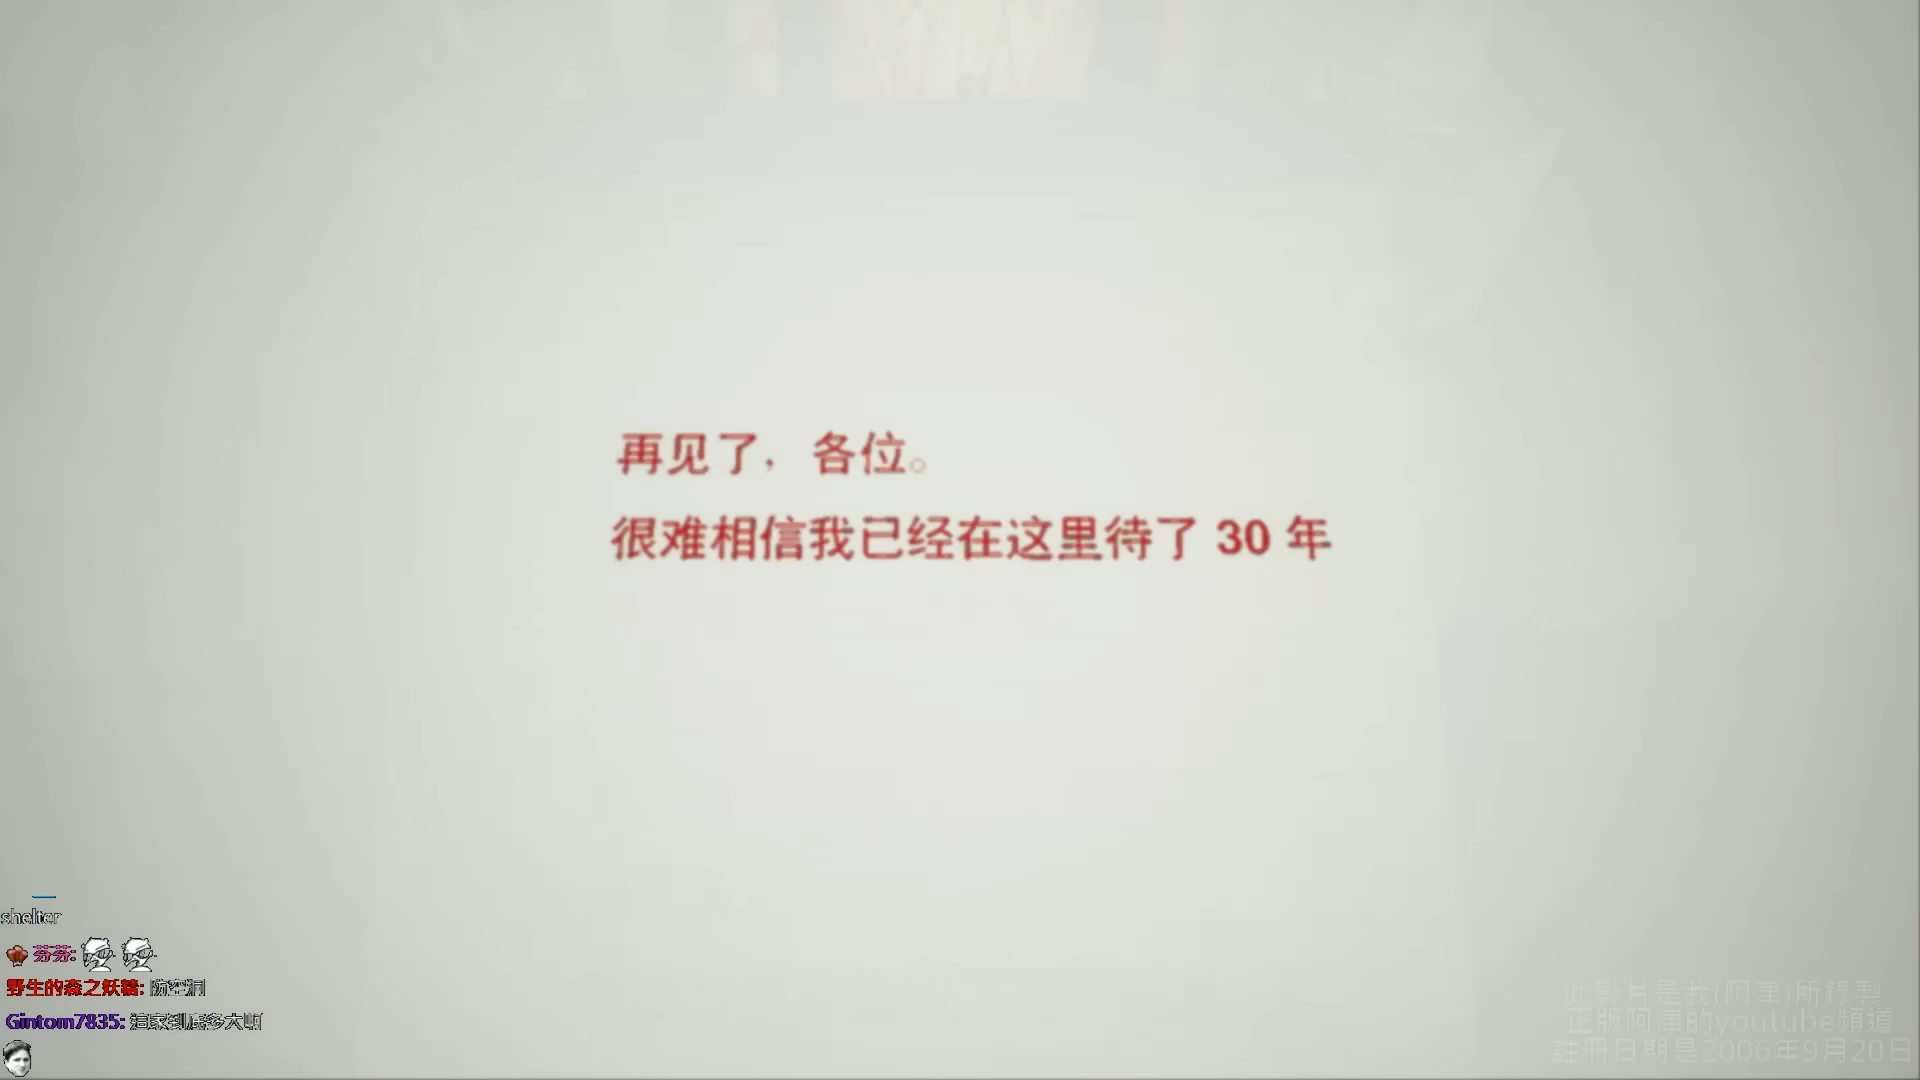 再见了，各位。
很难相信我已经在这里待了 30 年
shelter
芬芬:
野生的森之妖精: 防空洞
Gintom7835: 這家到底多大啊
此影片是我(阿津)所錄製
正版阿津的youtube頻道
註冊日期是2006年9月20日